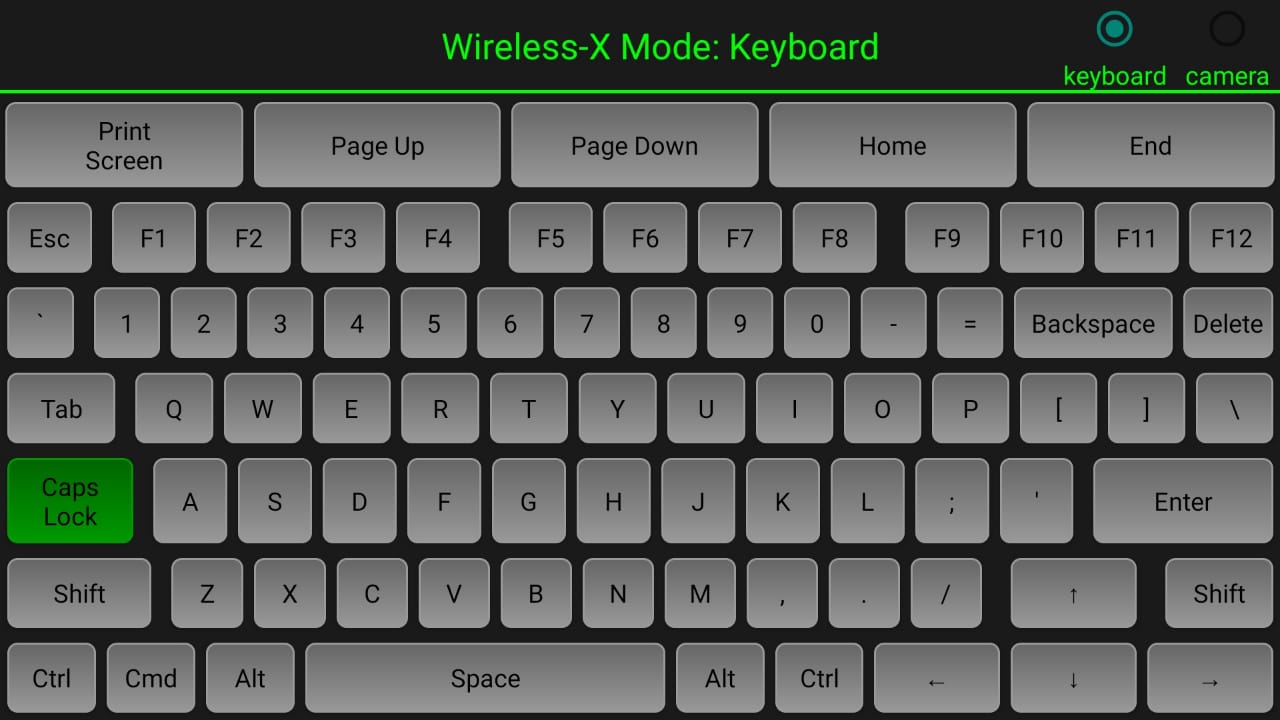 Wireless-X Mode: Keyboard
keyboard camera
Print
Screen
Page Up
Page Down
Home
End
Esc F1 F2 F3 F4 F5 F6 F7 F8 F9 F10 F11 F12
` 1 2 3 4 5 6 7 8 9 0 - = Backspace Delete
Tab Q W E R T Y U I O P [ ] \
Caps
Lock
A S D F G H J K L ; ' Enter
Shift Z X C V B N M , . / ↑ Shift
Ctrl Cmd Alt Space Alt Ctrl ← ↓ →